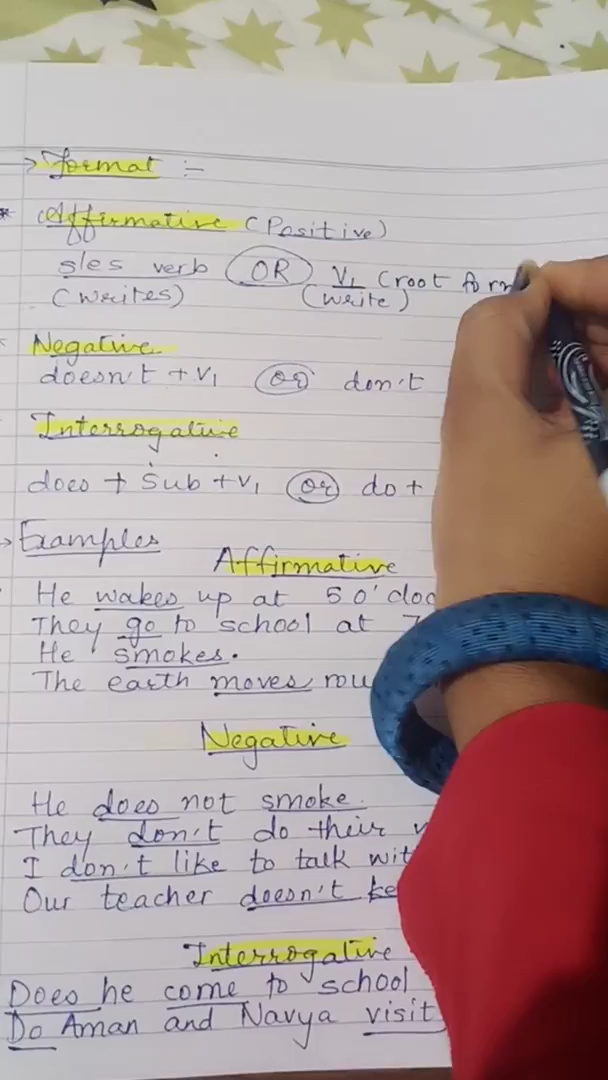 → Format :-
* Affirmative (Positive)
s/es verb OR V1 (root form
(writes) (write)
Negative
doesn't + V1 or don't
Interrogative
does + Sub + V1 or do +
→ Examples
Affirmative
He wakes up at 5 O'cloc
They go to school at 7
He smokes.
The earth moves rou
Negative
He does not smoke.
They don't do their
I don't like to talk wit
Our teacher doesn't ke
Interrogative
Does he come to school
Do Aman and Navya visit